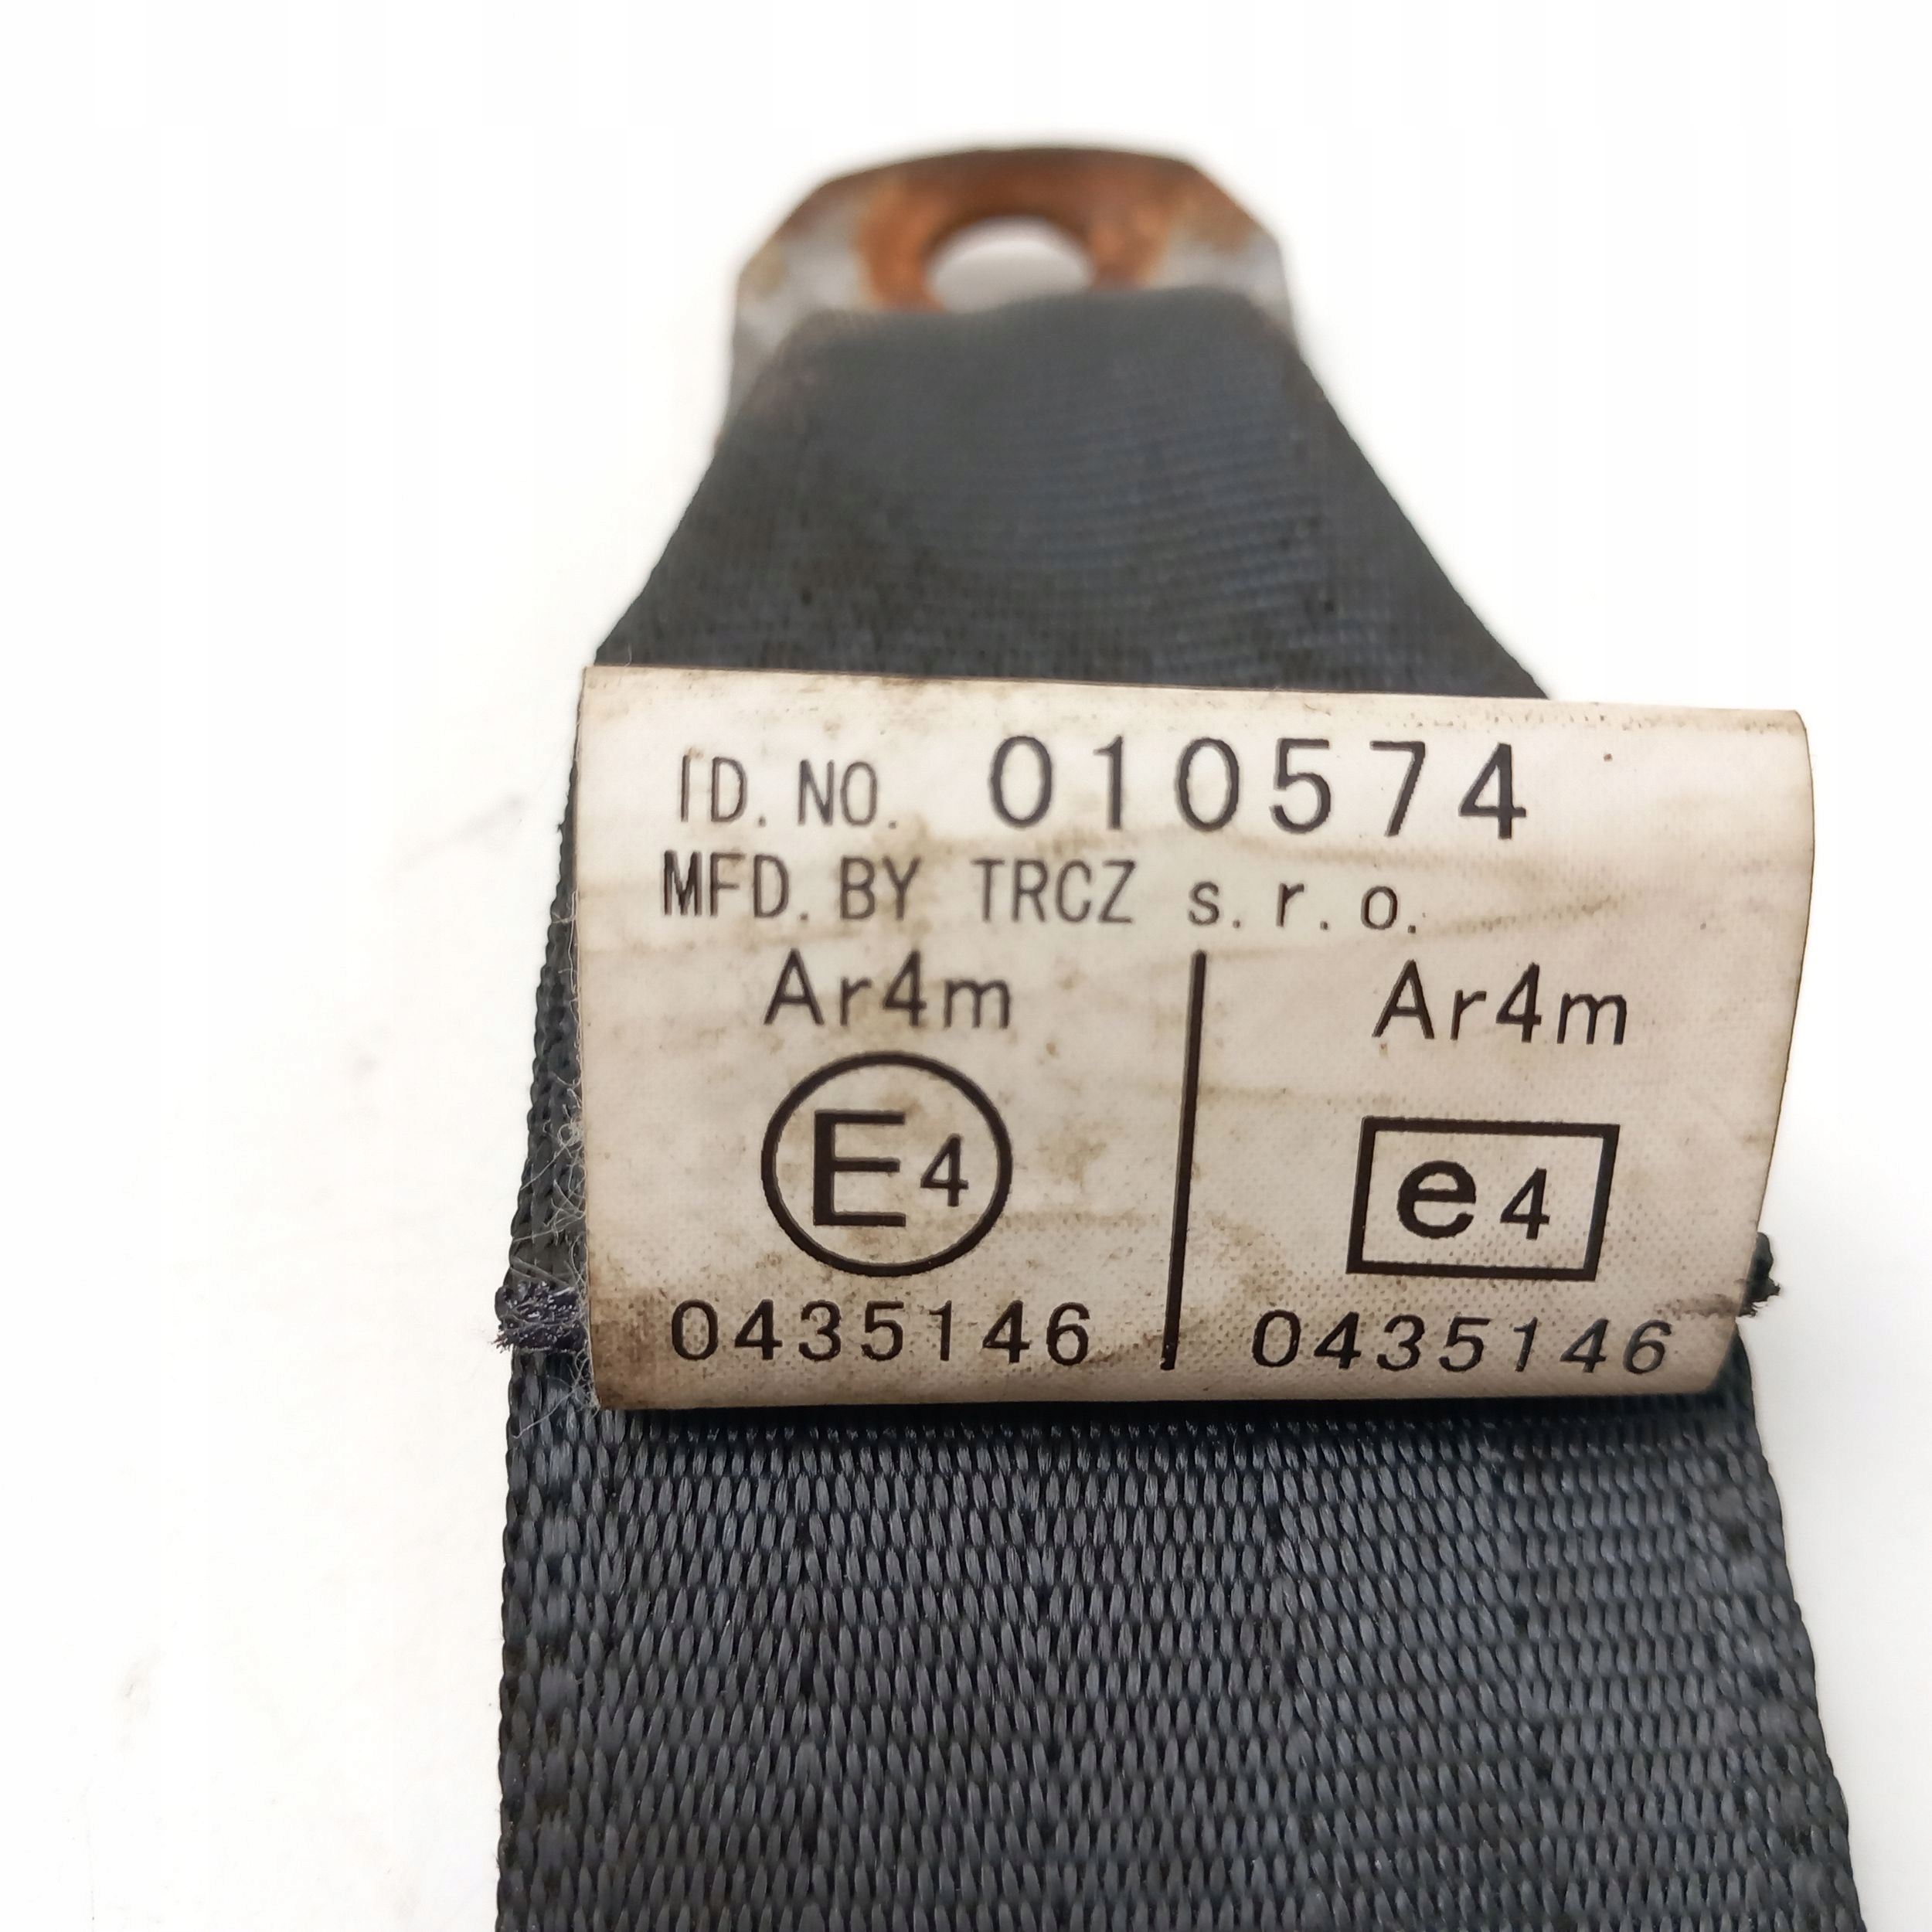 ID. NO. 010574
MFD. BY TRCZ s.r.o.
Ar4m Ar4m
E4 e4
0435146 0435146